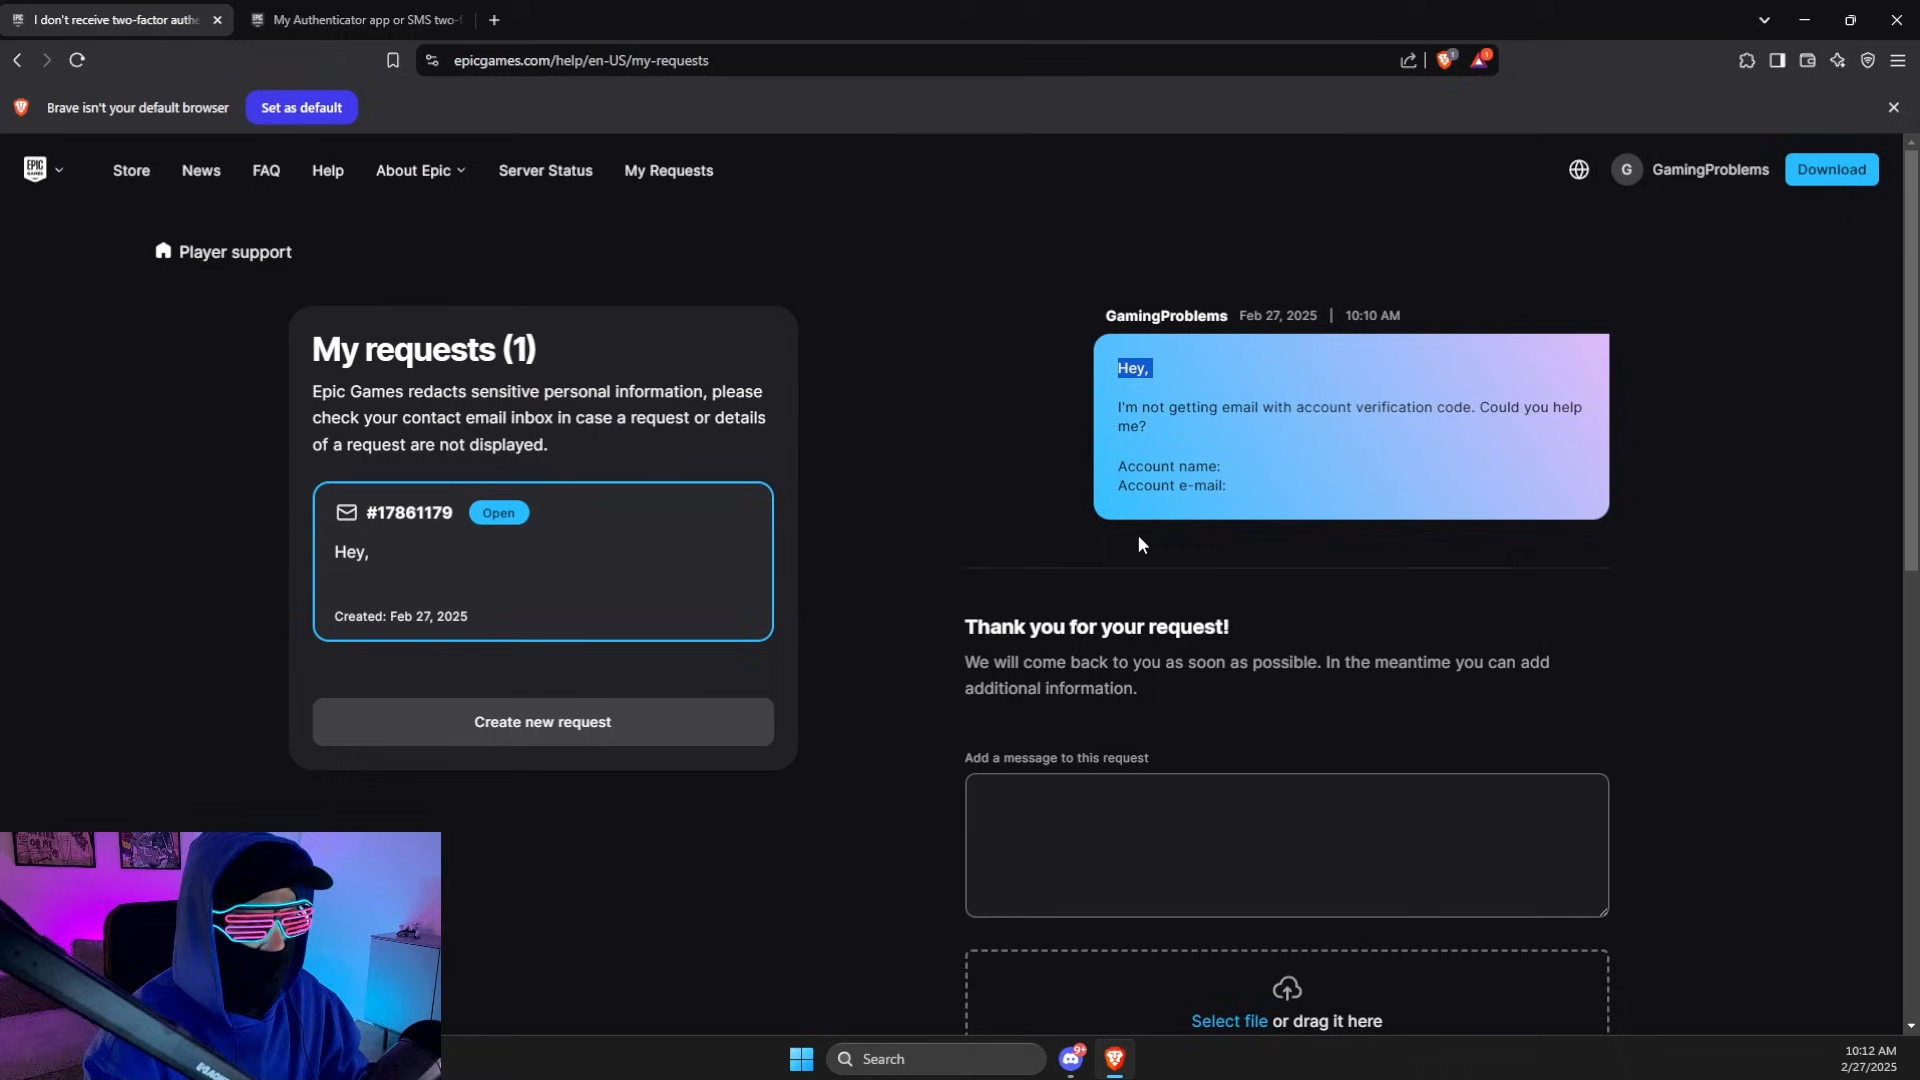 I don't receive two-factor authe
My Authenticator app or SMS two-f
epicgames.com/help/en-US/my-requests
1
1
Brave isn't your default browser
Set as default
EPIC GAMES
Store
News
FAQ
Help
About Epic
Server Status
My Requests
G
GamingProblems
Download
Player support
My requests (1)
Epic Games redacts sensitive personal information, please
check your contact email inbox in case a request or details
of a request are not displayed.
#17861179
Open
Hey,
Created: Feb 27, 2025
Create new request
GamingProblems Feb 27, 2025 | 10:10 AM
Hey,
I'm not getting email with account verification code. Could you help
me?
Account name:
Account e-mail:
Thank you for your request!
We will come back to you as soon as possible. In the meantime you can add
additional information.
Add a message to this request
Select file or drag it here
Search
9+
10:12 AM
2/27/2025